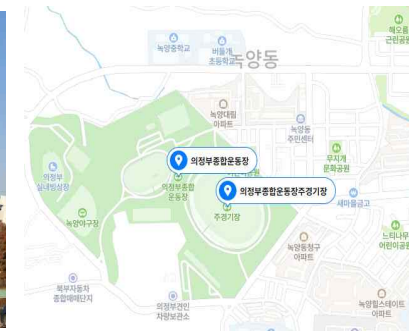 녹양중학교
버들개
초등학교
녹양동
해오름
근린공원
녹양대림
아파트
녹양동
주민센터
의정부종합운동장
무지개
문화공원
의정부
실내빙상장
의정부종합
운동장
의정부종합운동장주경기장
새마을금고
녹양야구장
주경기장
느티나무
어린이공원
녹양동청구
아파트
북부자동차
종합매매단지
의정부견인
차량보관소
녹양힐스테이트
아파트